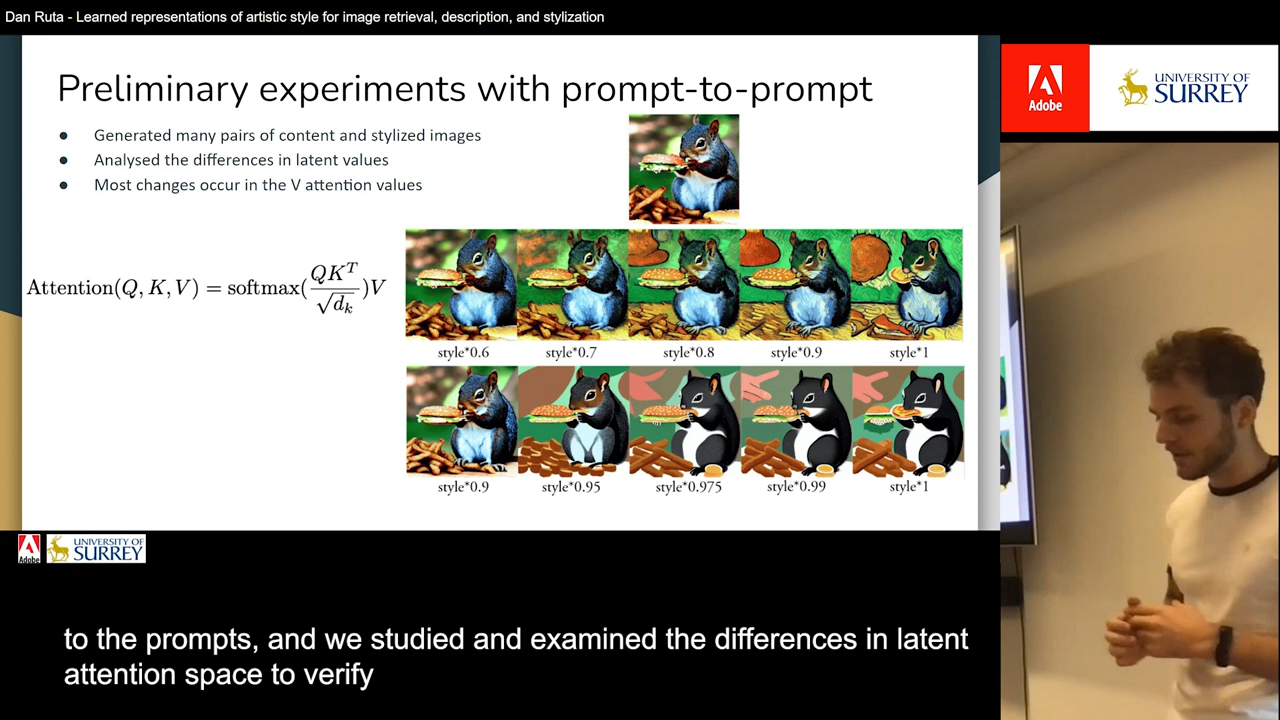 Dan Ruta - Learned representations of artistic style for image retrieval, description, and stylization
Preliminary experiments with prompt-to-prompt
● Generated many pairs of content and stylized images
● Analysed the differences in latent values
● Most changes occur in the V attention values
Attention(Q, K, V) = softmax(QK^T/√d_k)V
style*0.6 style*0.7 style*0.8 style*0.9 style*1
style*0.9 style*0.95 style*0.975 style*0.99 style*1
Adobe
UNIVERSITY OF
SURREY
Adobe
UNIVERSITY OF
SURREY
to the prompts, and we studied and examined the differences in latent
attention space to verify